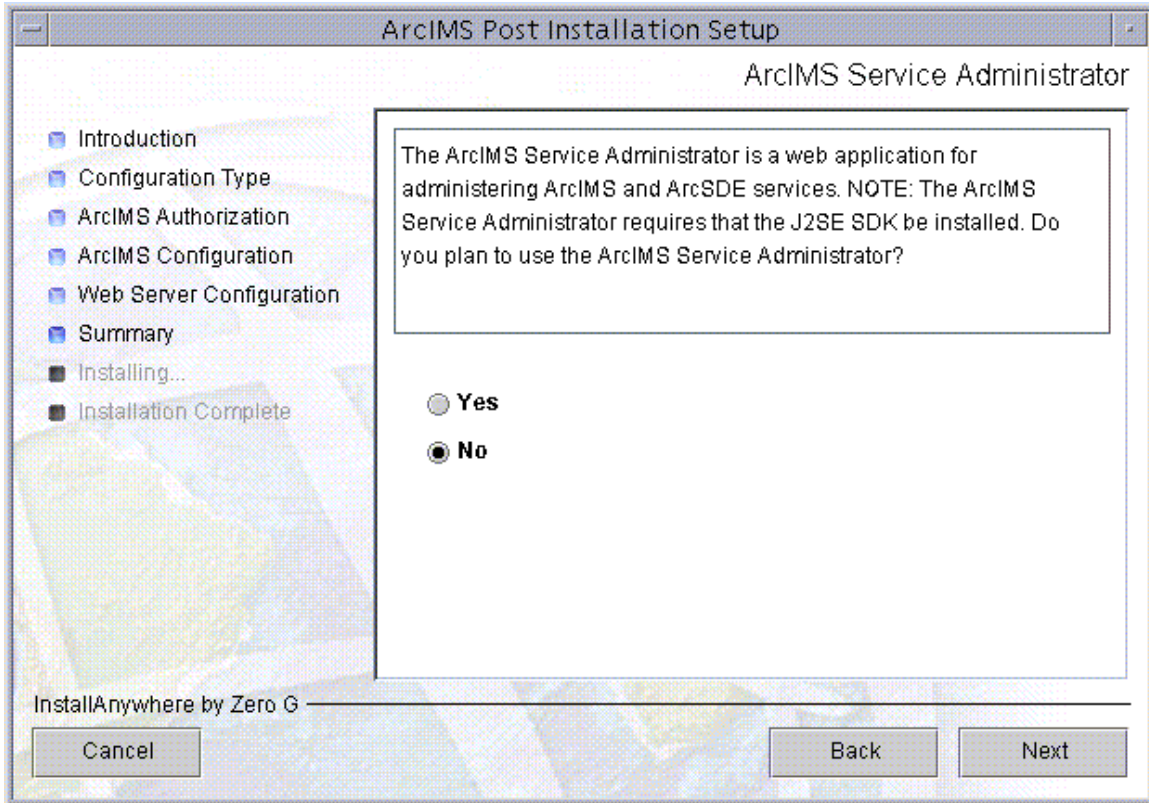 ArcIMS Post Installation Setup
ArcIMS Service Administrator
Introduction
Configuration Type
ArcIMS Authorization
ArcIMS Configuration
Web Server Configuration
Summary
Installing...
Installation Complete
The ArcIMS Service Administrator is a web application for
administering ArcIMS and ArcSDE services. NOTE: The ArcIMS
Service Administrator requires that the J2SE SDK be installed. Do
you plan to use the ArcIMS Service Administrator?
Yes
No
InstallAnywhere by Zero G
Cancel
Back
Next